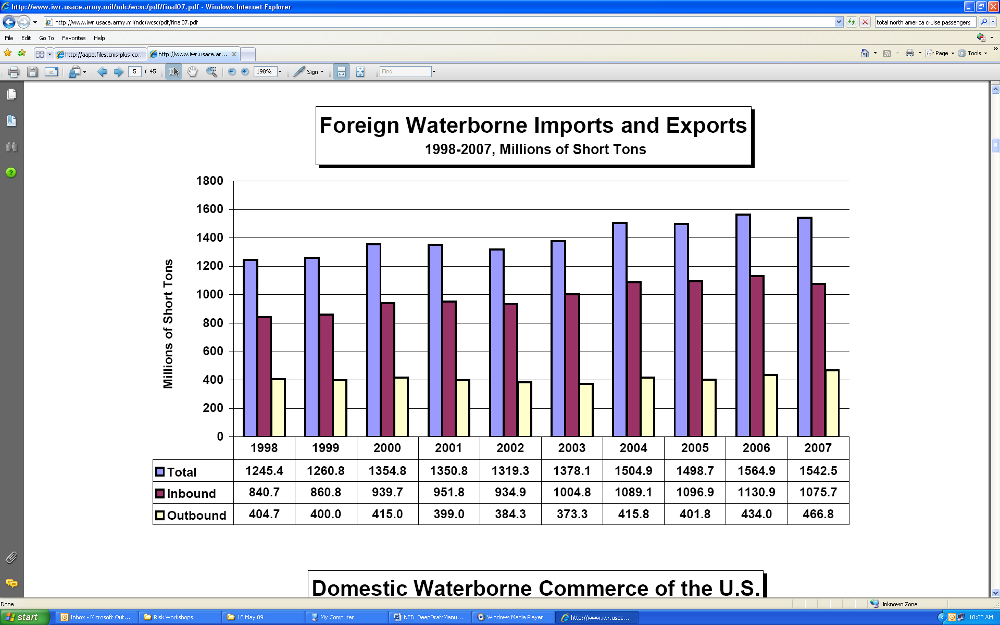 http://www.iwr.usace.army.mil/ndc/wcsc/pdf/final07.pdf - Windows Internet Explorer
http://www.iwr.usace.army.mil/ndc/wcsc/pdf/final07.pdf
total north america cruise passengers
File Edit Go To Favorites Help
http://aapa.files.cms-plus.co... http://www.iwr.usace.ar... Page Tools
5 / 45 198% Sign Find
Foreign Waterborne Imports and Exports
1998-2007, Millions of Short Tons
Millions of Short Tons
1800
1600
1400
1200
1000
800
600
400
200
0
1998 1999 2000 2001 2002 2003 2004 2005 2006 2007
Total 1245.4 1260.8 1354.8 1350.8 1319.3 1378.1 1504.9 1498.7 1564.9 1542.5
Inbound 840.7 860.8 939.7 951.8 934.9 1004.8 1089.1 1096.9 1130.9 1075.7
Outbound 404.7 400.0 415.0 399.0 384.3 373.3 415.8 401.8 434.0 466.8
Domestic Waterborne Commerce of the U.S.
Done Unknown Zone
start Inbox - Microsoft Out... Risk Workshops 18 May 09 My Computer NED_DeepDraftManu... Windows Media Player http://www.iwr.usac... 10:02 AM